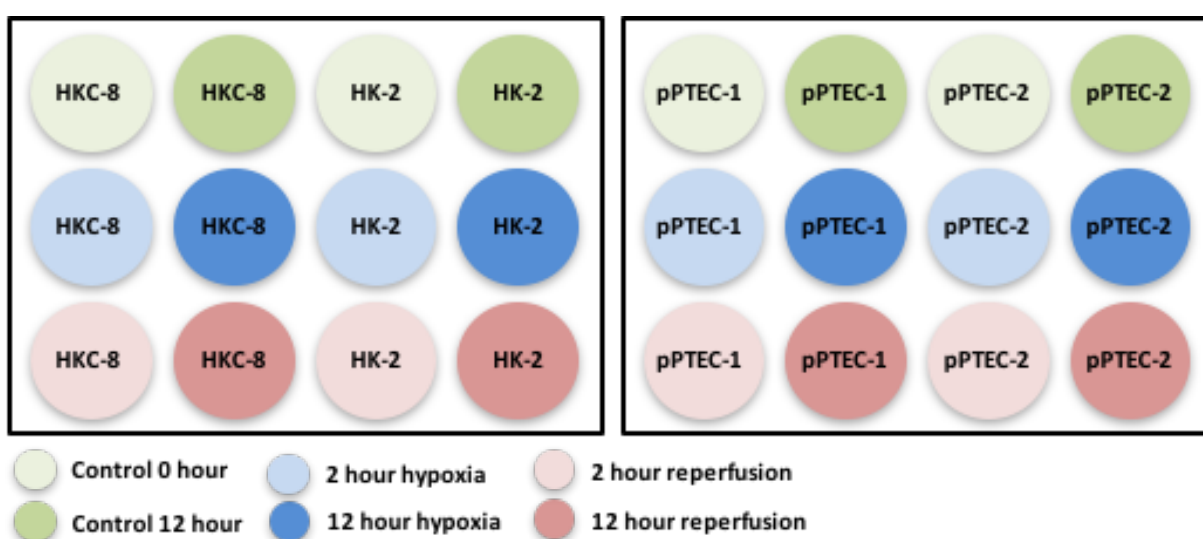 HKC-8 HKC-8 HK-2 HK-2 pPTEC-1 pPTEC-1 pPTEC-2 pPTEC-2
HKC-8 HKC-8 HK-2 HK-2 pPTEC-1 pPTEC-1 pPTEC-2 pPTEC-2
HKC-8 HKC-8 HK-2 HK-2 pPTEC-1 pPTEC-1 pPTEC-2 pPTEC-2
Control 0 hour 2 hour hypoxia 2 hour reperfusion
Control 12 hour 12 hour hypoxia 12 hour reperfusion